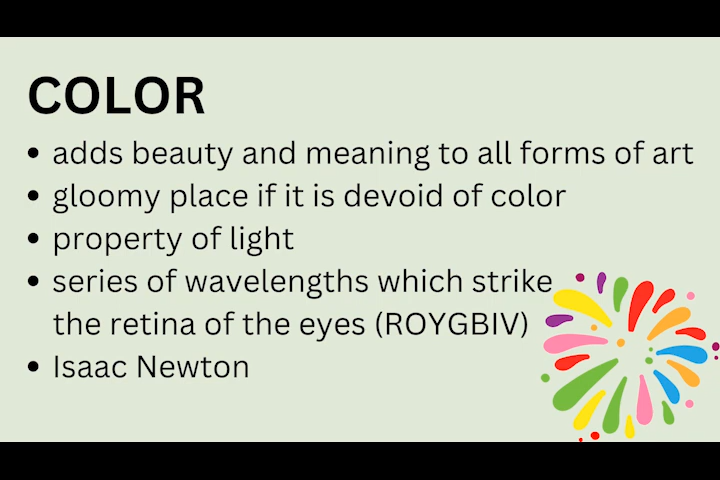 COLOR
• adds beauty and meaning to all forms of art
• gloomy place if it is devoid of color
• property of light
• series of wavelengths which strike
the retina of the eyes (ROYGBIV)
• Isaac Newton